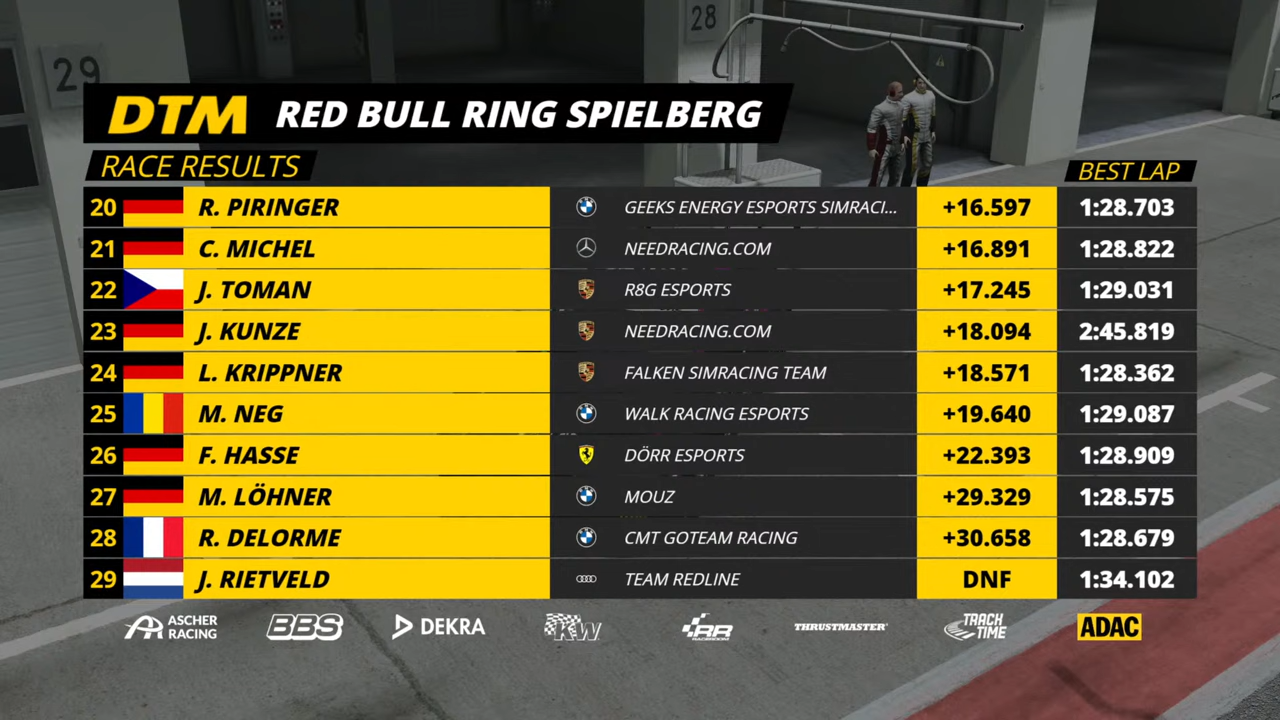 29
28
DTM RED BULL RING SPIELBERG
RACE RESULTS BEST LAP
20 R. PIRINGER GEEKS ENERGY ESPORTS SIMRACI... +16.597 1:28.703
21 C. MICHEL NEEDRACING.COM +16.891 1:28.822
22 J. TOMAN R8G ESPORTS +17.245 1:29.031
23 J. KUNZE NEEDRACING.COM +18.094 2:45.819
24 L. KRIPPNER FALKEN SIMRACING TEAM +18.571 1:28.362
25 M. NEG WALK RACING ESPORTS +19.640 1:29.087
26 F. HASSE DÖRR ESPORTS +22.393 1:28.909
27 M. LÖHNER MOUZ +29.329 1:28.575
28 R. DELORME CMT GOTEAM RACING +30.658 1:28.679
29 J. RIETVELD TEAM REDLINE DNF 1:34.102
ASCHER RACING BBS DEKRA KW RR RACEROOM THRUSTMASTER TRACK TIME ADAC